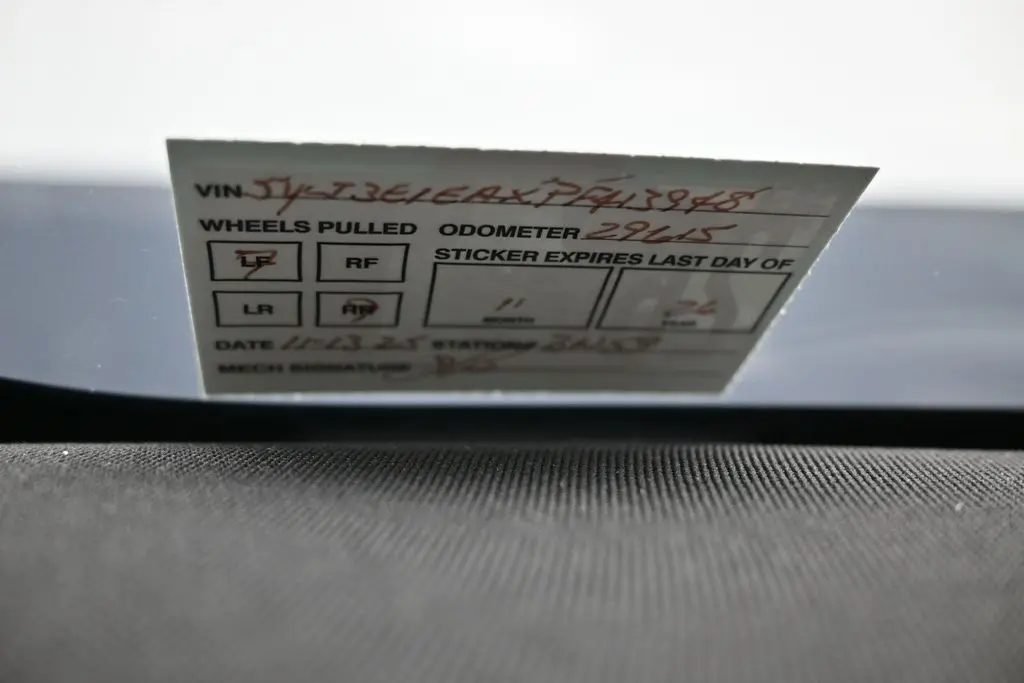 VIN 5YJ3E1EAXPF413948
WHEELS PULLED ODOMETER 29615
LF RF STICKER EXPIRES LAST DAY OF
LR RR 11 26
MONTH YEAR
DATE 11-13 25 STATION#
MECH SIGNATURE